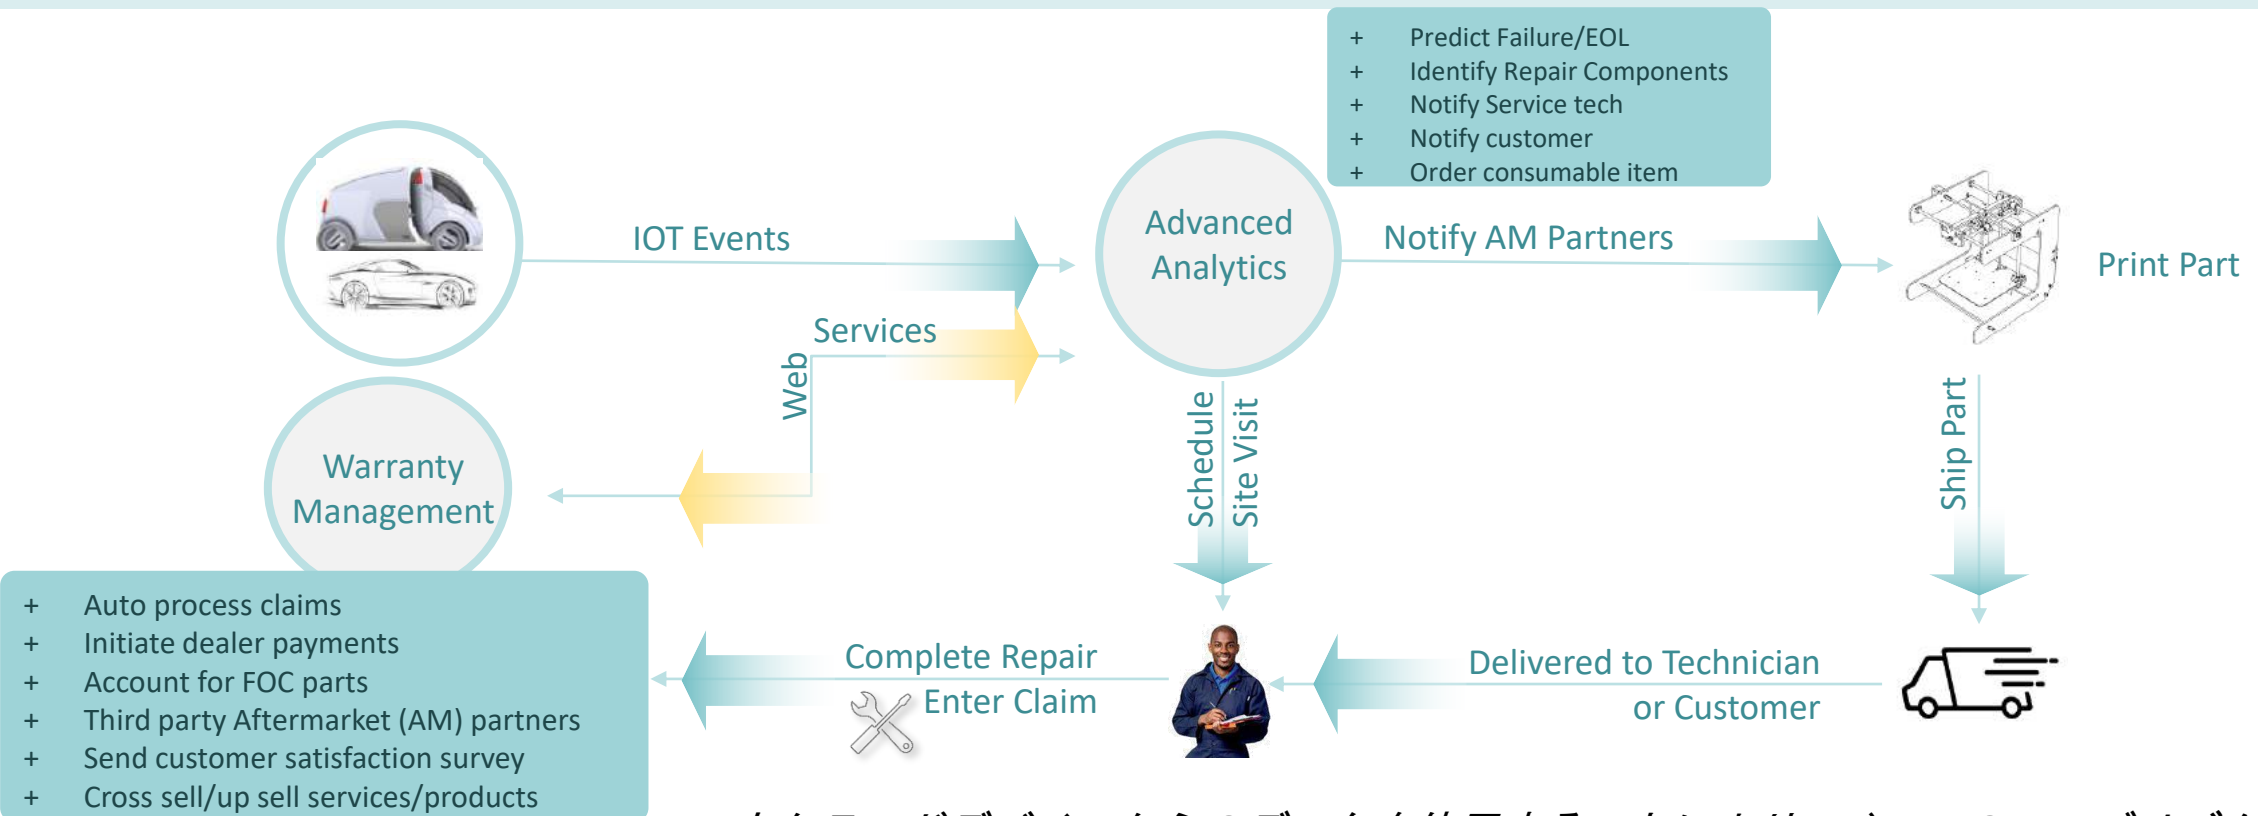 + Predict Failure/EOL
+ Identify Repair Components
+ Notify Service tech
+ Notify customer
+ Order consumable item
IOT Events
Advanced
Analytics
Notify AM Partners
Print Part
Services
Web
Warranty
Management
Schedule
Site Visit
Ship Part
+ Auto process claims
+ Initiate dealer payments
+ Account for FOC parts
+ Third party Aftermarket (AM) partners
+ Send customer satisfaction survey
+ Cross sell/up sell services/products
Complete Repair
Enter Claim
Delivered to Technician
or Customer